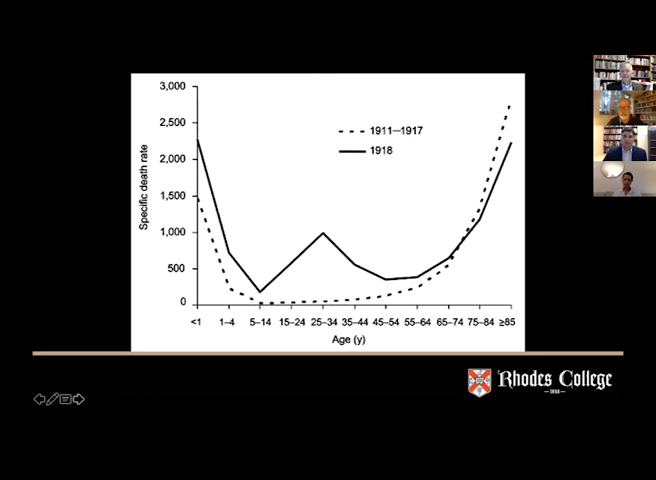 3,000
2,500
2,000
1,500
1,000
500
0
Specific death rate
1911–1917
1918
<1 1–4 5–14 15–24 25–34 35–44 45–54 55–64 65–74 75–84 ≥85
Age (y)
Rhodes College